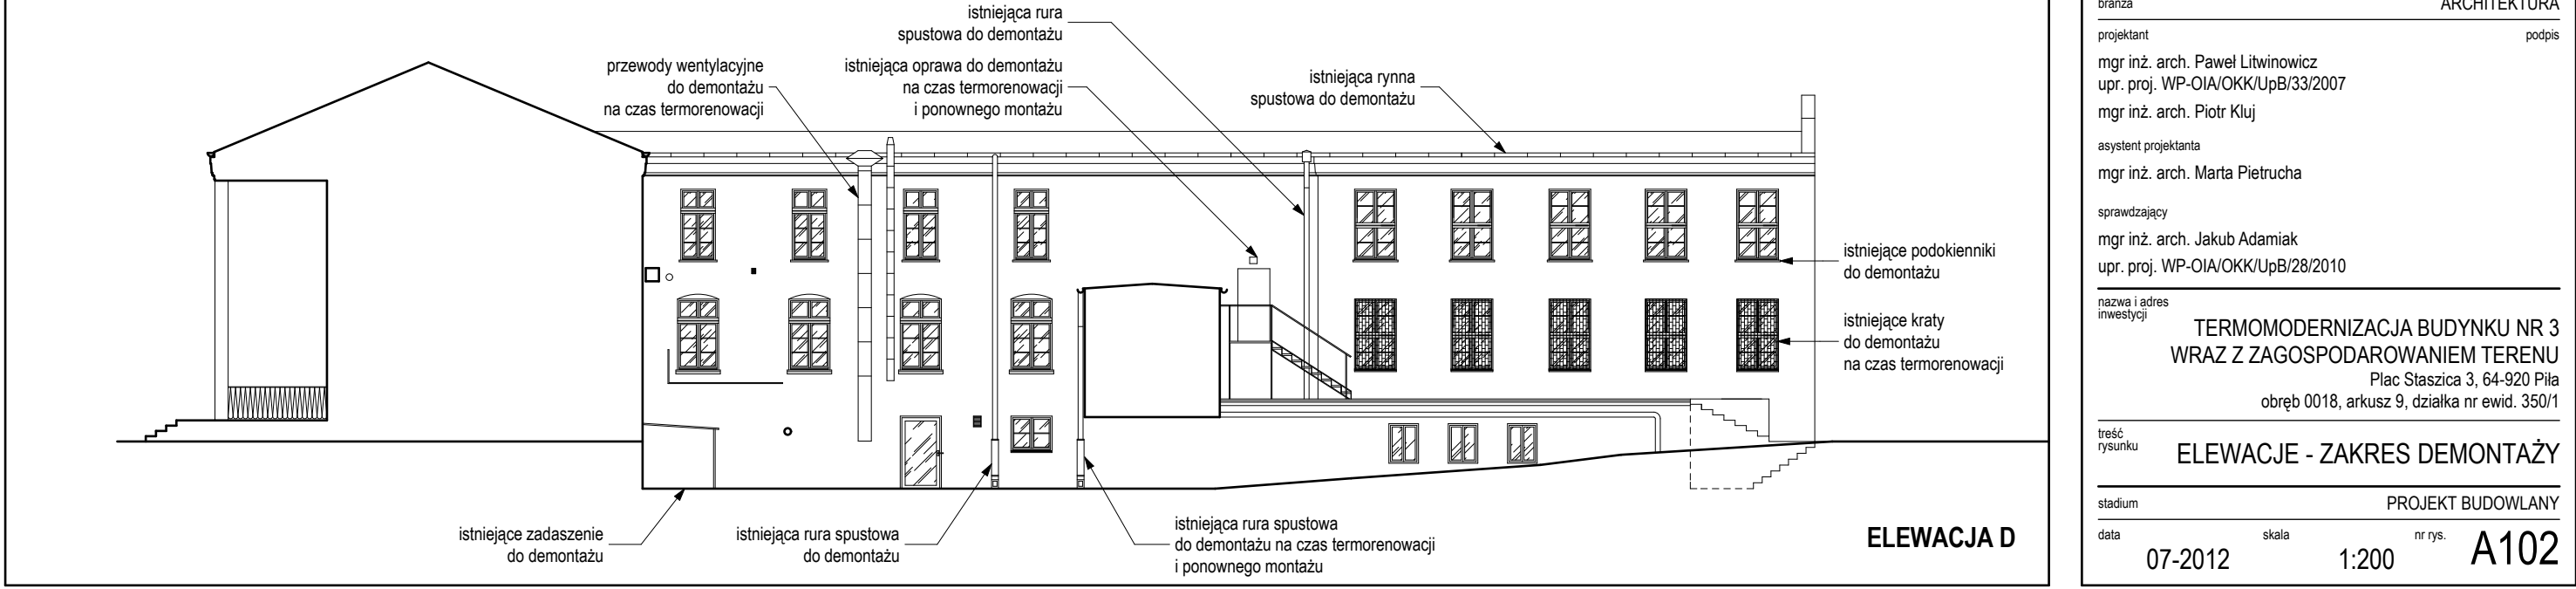 istniejąca rura
spustowa do demontażu
przewody wentylacyjne
do demontażu
na czas termorenowacji
istniejąca oprawa do demontażu
na czas termorenowacji
i ponownego montażu
istniejąca rynna
spustowa do demontażu
istniejące podokienniki
do demontażu
istniejące kraty
do demontażu
na czas termorenowacji
istniejące zadaszenie
do demontażu
istniejąca rura spustowa
do demontażu
istniejąca rura spustowa
do demontażu na czas termorenowacji
i ponownego montażu
ELEWACJA D
branża ARCHITEKTURA
projektant podpis
mgr inż. arch. Paweł Litwinowicz
upr. proj. WP-OIA/OKK/UpB/33/2007
mgr inż. arch. Piotr Kluj
asystent projektanta
mgr inż. arch. Marta Pietrucha
sprawdzający
mgr inż. arch. Jakub Adamiak
upr. proj. WP-OIA/OKK/UpB/28/2010
nazwa i adres
inwestycji
TERMOMODERNIZACJA BUDYNKU NR 3
WRAZ Z ZAGOSPODAROWANIEM TERENU
Plac Staszica 3, 64-920 Piła
obręb 0018, arkusz 9, działka nr ewid. 350/1
treść
rysunku
ELEWACJE - ZAKRES DEMONTAŻY
stadium PROJEKT BUDOWLANY
data skala nr rys.
07-2012 1:200 A102